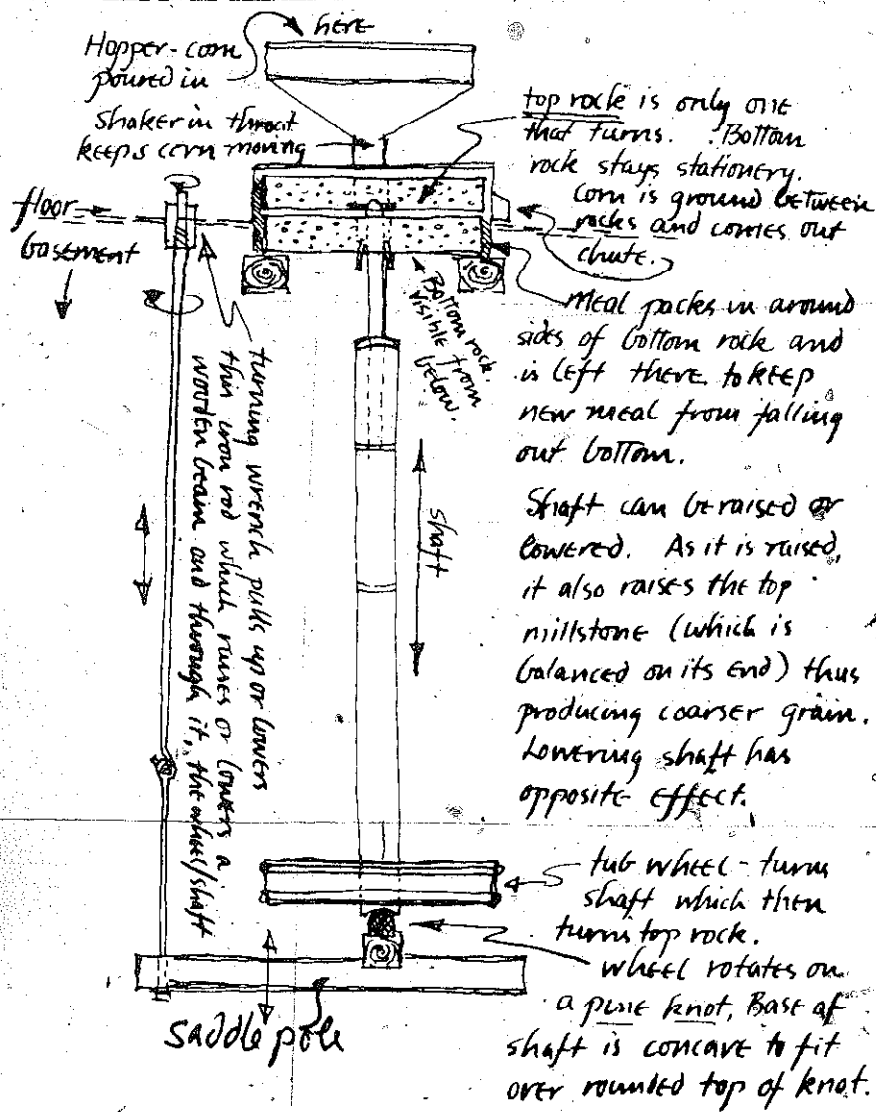 here
Hopper-corn
poured in
shaker in throat
keeps corn moving
top rock is only one
that turns. Bottom
rock stays stationery.
Corn is ground between
rocks and comes out
chute.
floor
basement
Meal packs in around
sides of bottom rock and
is left there to keep
new meal from falling
out bottom.
Bottom rock.
visible from
below.
turning wrench pulls up or lowers
thin iron rod which raises or lowers a
wooden beam and through it, the wheel/shaft
shaft
Shaft can be raised or
lowered. As it is raised,
it also raises the top
millstone (which is
balanced on its end) thus
producing coarser grain.
Lowering shaft has
opposite effect.
tub wheel - turns
shaft which then
turns top rock.
wheel rotates on
a pine knot. Base of
shaft is concave to fit
over rounded top of knot.
Saddle pole